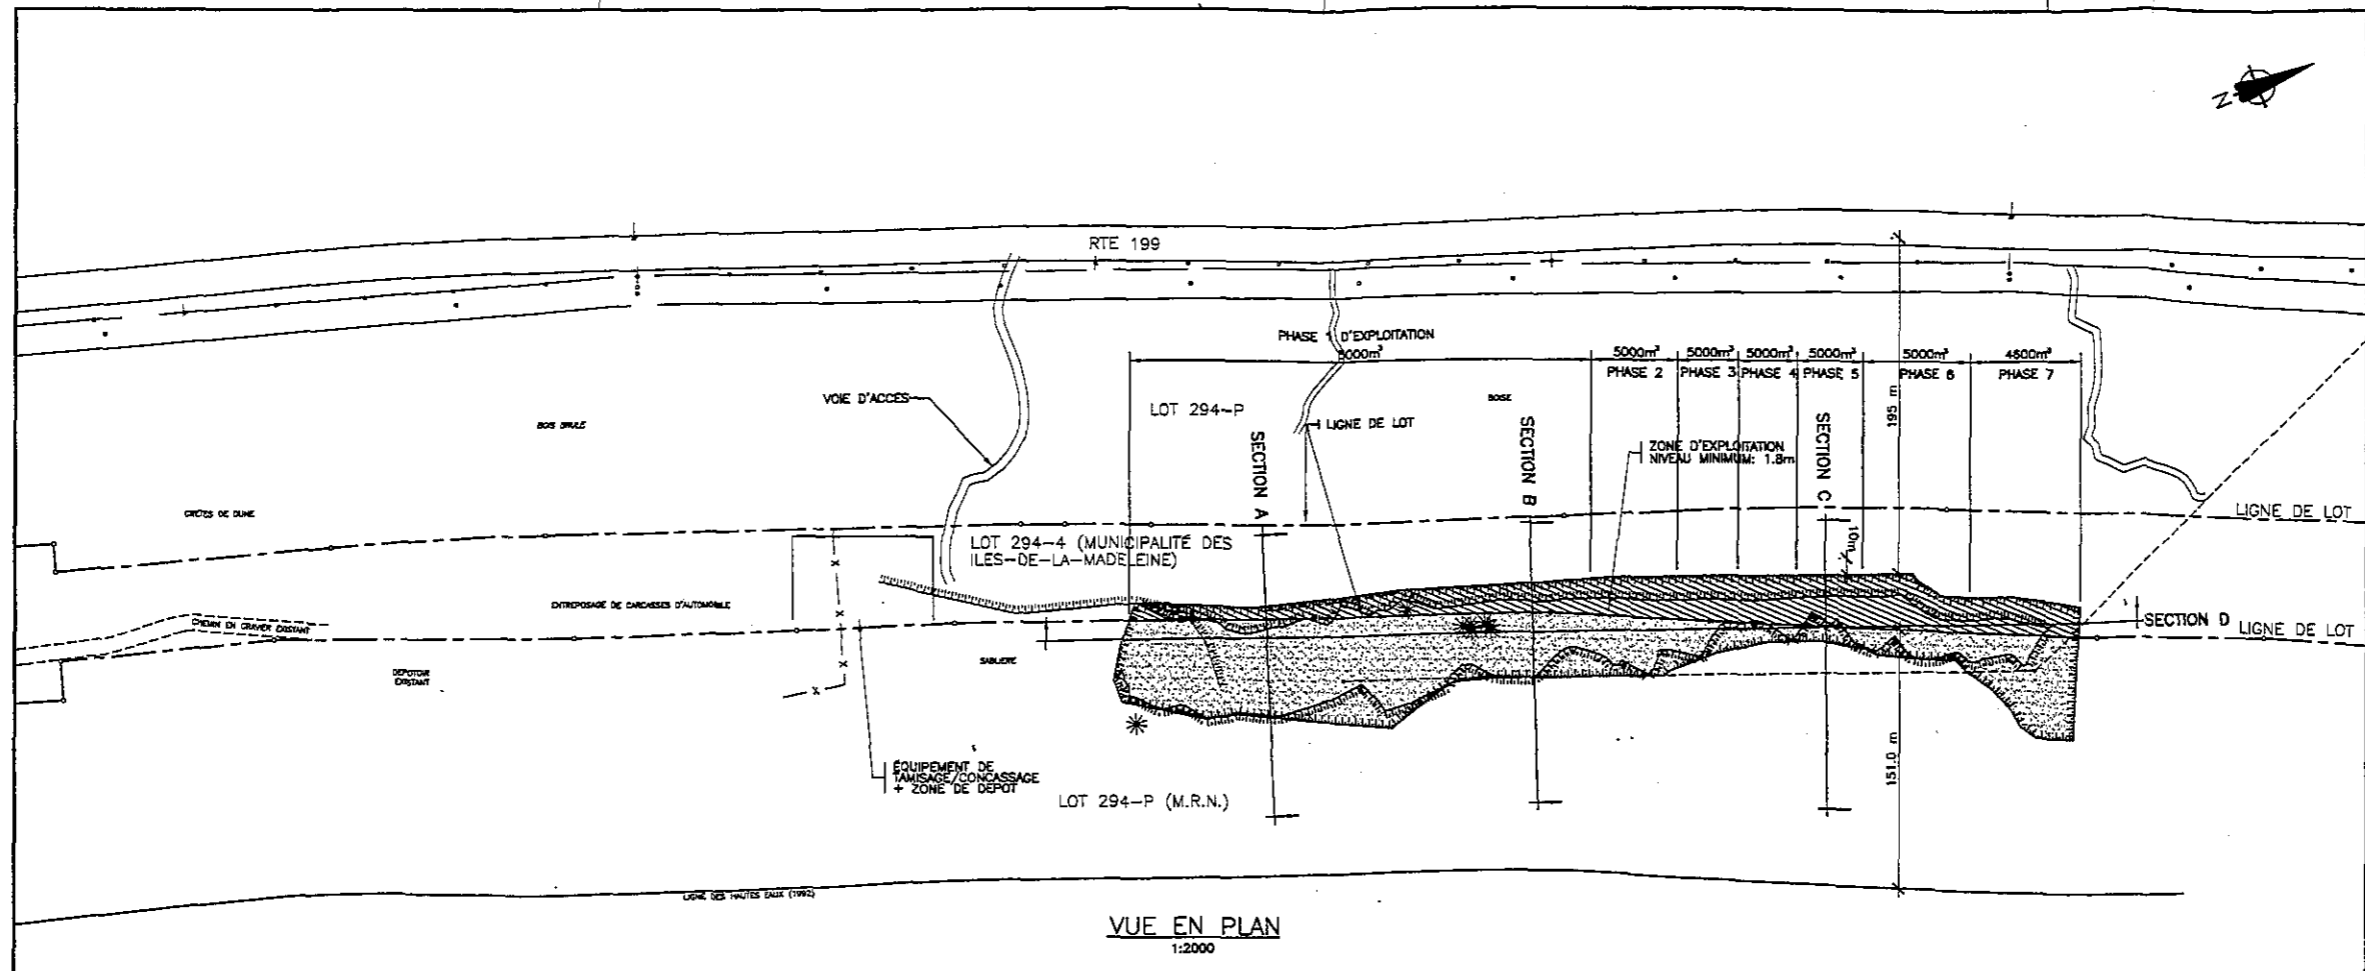 N
RTE 199
PHASE 1 D'EXPLOITATION
5000m³
5000m³
5000m³
5000m³
5000m³
5000m³
4600m³
PHASE 2
PHASE 3
PHASE 4
PHASE 5
PHASE 6
PHASE 7
VOIE D'ACCES
LOT 294-P
BOISE
195 m
BOIS BRULE
LIGNE DE LOT
SECTION A
SECTION B
SECTION C
ZONE D'EXPLOITATION
NIVEAU MINIMUM: 1.8m
CRETES DE DUNE
LIGNE DE LOT
10m
LOT 294-4 (MUNICIPALITÉ DES
ILES-DE-LA-MADELEINE)
ENTREPOSAGE DE CARCASSES D'AUTOMOBILE
CHEMIN EN GRAVIER EXISTANT
SECTION D
LIGNE DE LOT
SABLIERE
DEPOTOIR
EXISTANT
ÉQUIPEMENT DE
TAMISAGE/CONCASSAGE
+ ZONE DE DEPOT
LOT 294-P (M.R.N.)
151.0 m
LIGNE DES HAUTES EAUX (1992)
VUE EN PLAN
1:2000